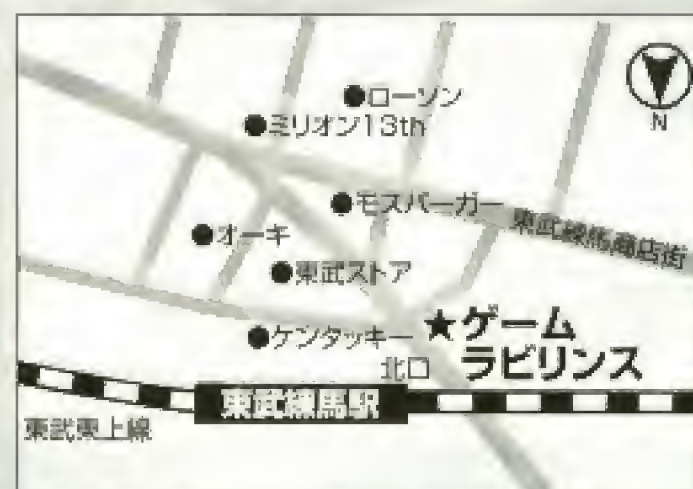 ローソン
ミリオン13th
N
モスバーガー
東武練馬商店街
オーキ
東武ストア
★ゲーム
ラビリンス
ケンタッキー
北口
東武練馬駅
東武東上線